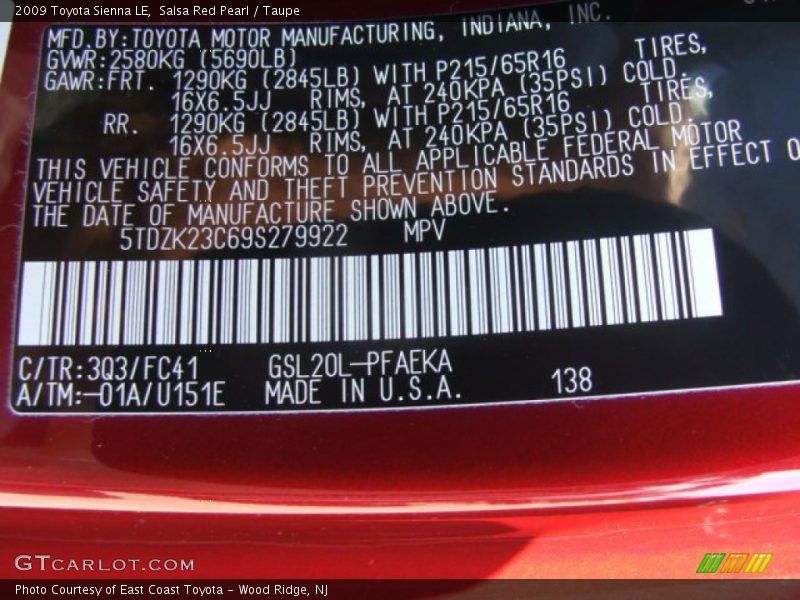 2009 Toyota Sienna LE,  Salsa Red Pearl / Taupe
MFD.BY:TOYOTA MOTOR MANUFACTURING, INDIANA, INC.
GVWR:2580KG (5690LB)
GAWR:FRT. 1290KG (2845LB) WITH P215/65R16 TIRES,
16X6.5JJ RIMS, AT 240KPA (35PSI) COLD.
RR. 1290KG (2845LB) WITH P215/65R16 TIRES,
16X6.5JJ RIMS, AT 240KPA (35PSI) COLD.
THIS VEHICLE CONFORMS TO ALL APPLICABLE FEDERAL MOTOR
VEHICLE SAFETY AND THEFT PREVENTION STANDARDS IN EFFECT O
THE DATE OF MANUFACTURE SHOWN ABOVE.
5TDZK23C69S279922 MPV
C/TR:3Q3/FC41 GSL20L-PFAEKA
A/TM:-01A/U151E MADE IN U.S.A. 138
GTCARLOT.COM
Photo Courtesy of East Coast Toyota - Wood Ridge, NJ